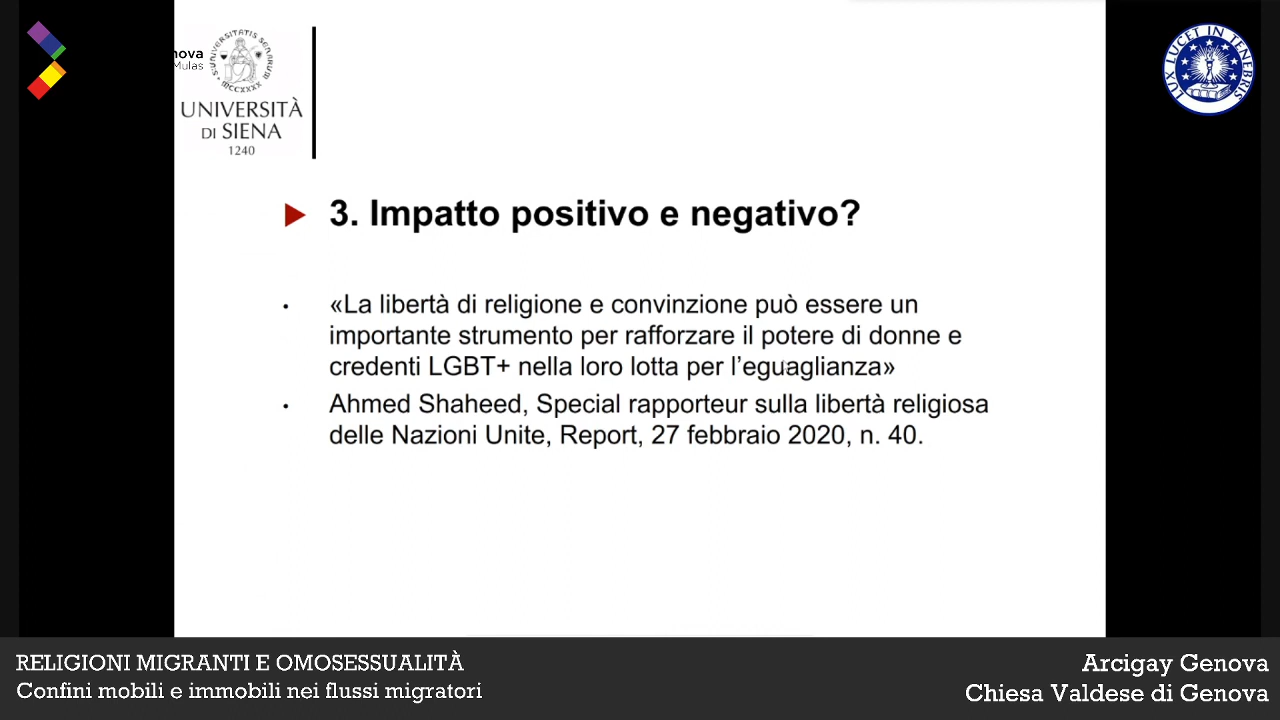 nova
Mulas
UNIVERSITÀ
DI SIENA
1240
LUX LUCET IN TENEBRIS
3. Impatto positivo e negativo?
• «La libertà di religione e convinzione può essere un
importante strumento per rafforzare il potere di donne e
credenti LGBT+ nella loro lotta per l’eguaglianza»
• Ahmed Shaheed, Special rapporteur sulla libertà religiosa
delle Nazioni Unite, Report, 27 febbraio 2020, n. 40.
RELIGIONI MIGRANTI E OMOSESSUALITÀ
Confini mobili e immobili nei flussi migratori
Arcigay Genova
Chiesa Valdese di Genova